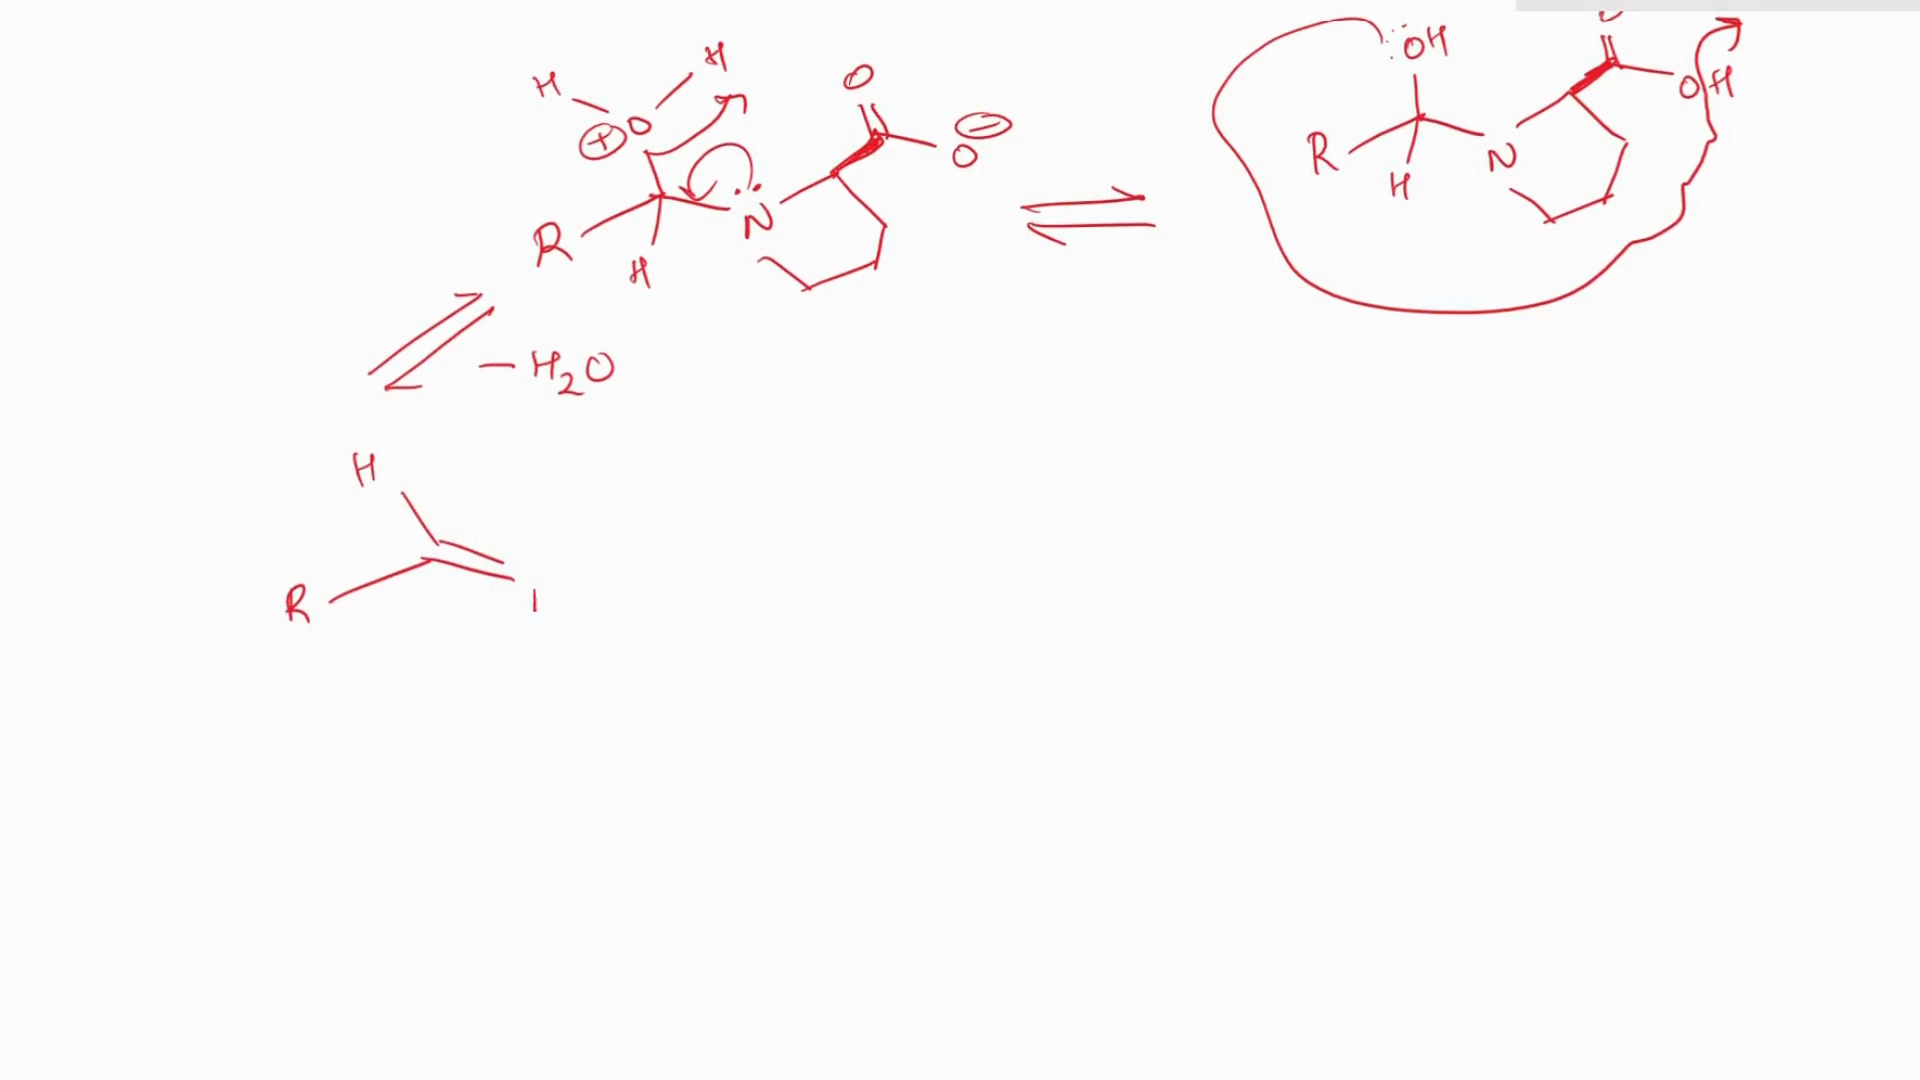 H H O ⊕ O O ⊖ R H N
:OH O OH R H N
− H₂O
H R